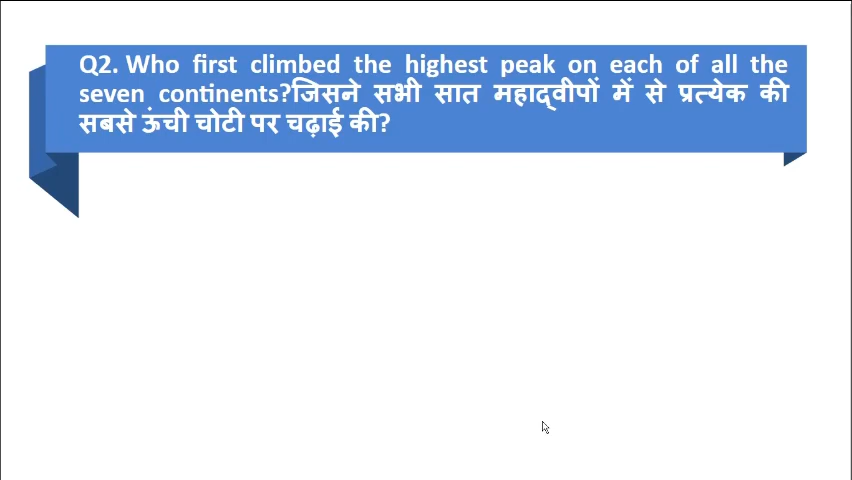 Q2. Who first climbed the highest peak on each of all the
seven continents?जिसने सभी सात महाद्वीपों में से प्रत्येक की
सबसे ऊंची चोटी पर चढ़ाई की?